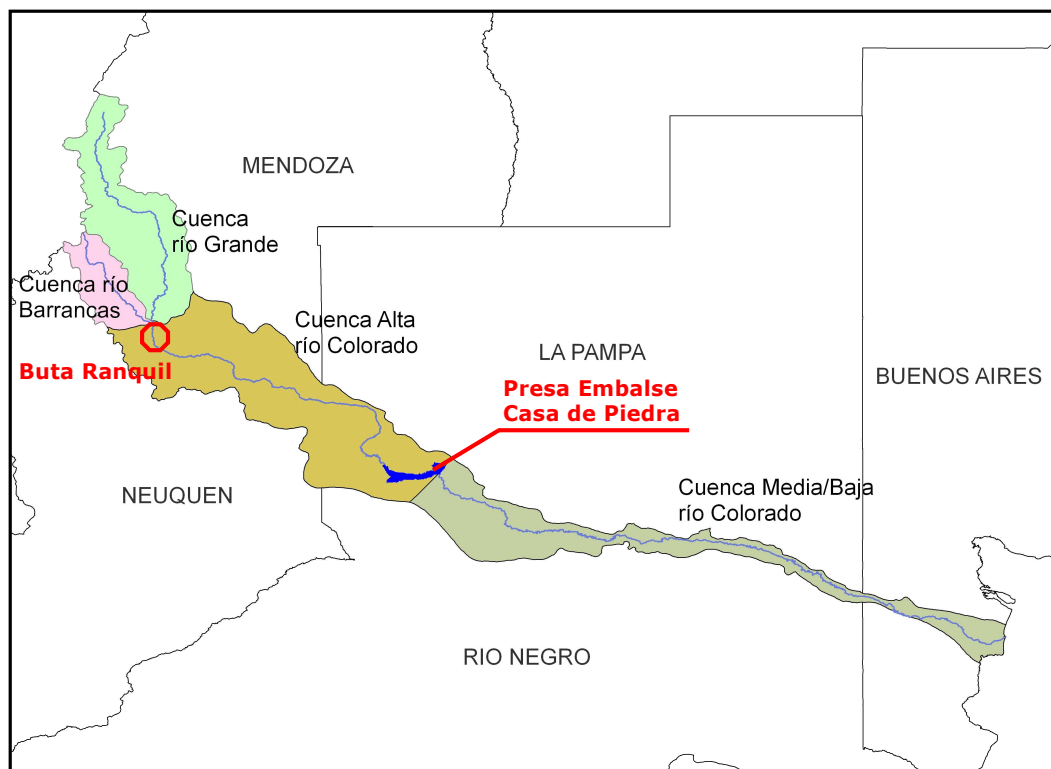 MENDOZA
Cuenca
río Grande
Cuenca río
Barrancas
Cuenca Alta
río Colorado
LA PAMPA
Buta Ranquil
BUENOS AIRES
Presa Embalse
Casa de Piedra
NEUQUEN
Cuenca Media/Baja
río Colorado
RIO NEGRO